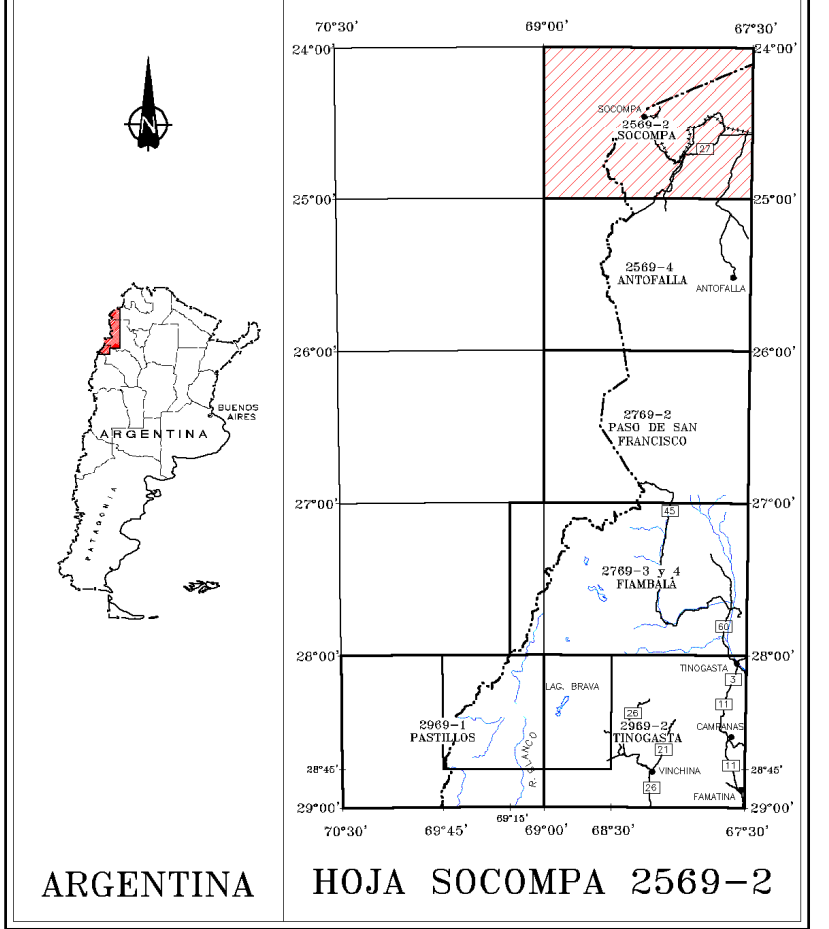 N
BUENOS
AIRES
ARGENTINA
PATAGONIA
ARGENTINA
70°30'
69°00'
67°30'
24°00'
24°00'
SOCOMPA
2569-2
SOCOMPA
27
25°00'
25°00'
2569-4
ANTOFALLA
ANTOFALLA
26°00'
26°00'
2769-2
PASO DE SAN
FRANCISCO
27°00'
27°00'
45
2769-3 y 4
FIAMBALÁ
60
28°00'
28°00'
TINOGASTA
3
LAG. BRAVA
11
26
2969-1
PASTILLOS
2969-2
TINOGASTA
CAMPANAS
R. BLANCO
21
28°45'
VINCHINA
11
28°45'
26
FAMATINA
29°00'
29°00'
69°15'
70°30'
69°45'
69°00'
68°30'
67°30'
HOJA SOCOMPA 2569-2